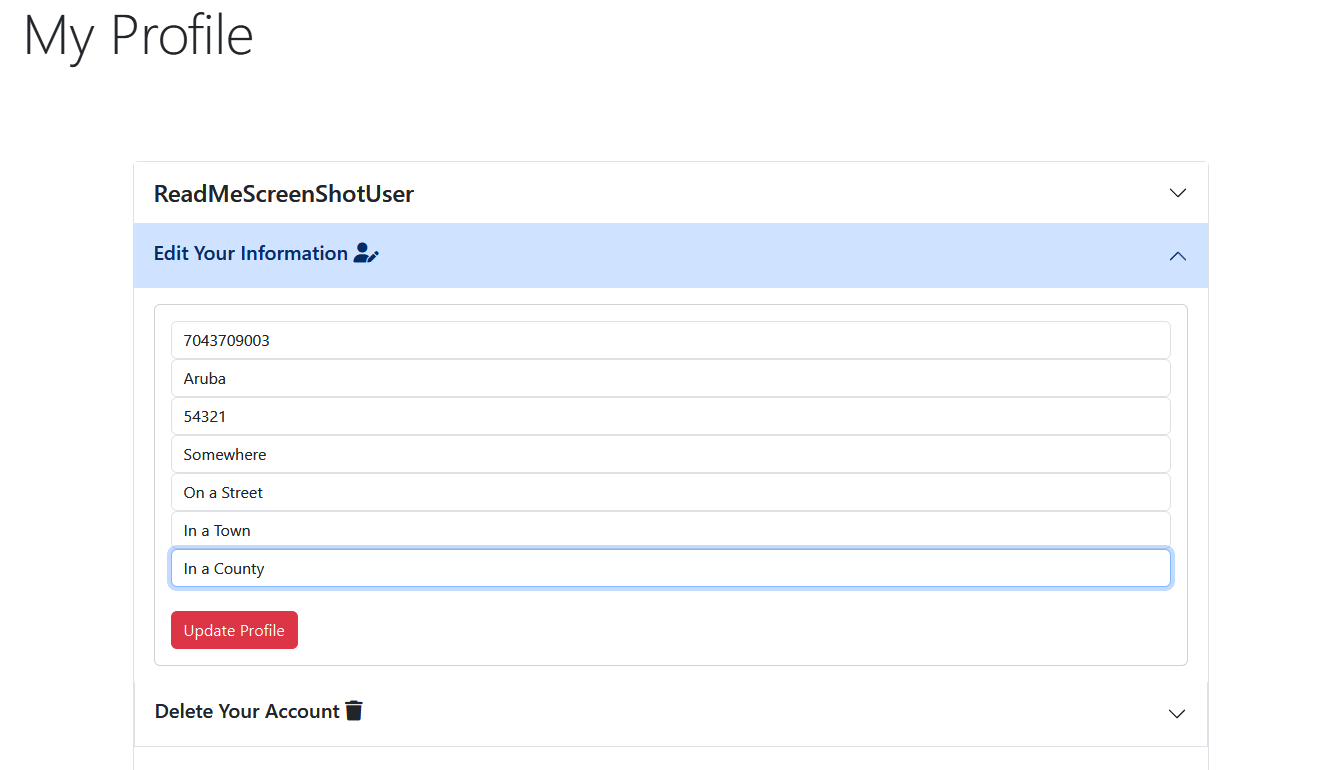 My Profile
ReadMeScreenShotUser
Edit Your Information
7043709003
Aruba
54321
Somewhere
On a Street
In a Town
In a County
Update Profile
Delete Your Account